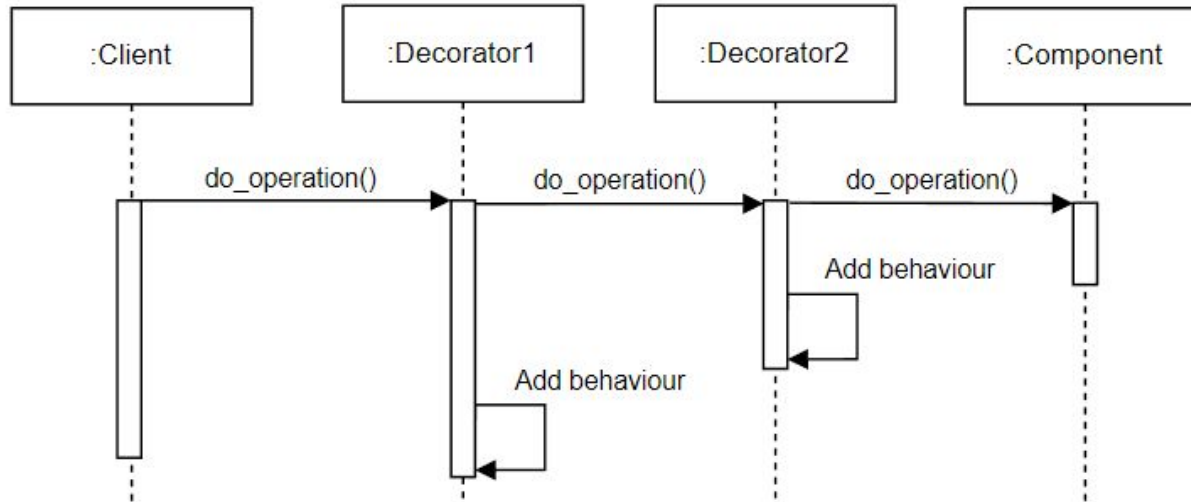 :Client
:Decorator1
:Decorator2
:Component
do_operation()
do_operation()
do_operation()
Add behaviour
Add behaviour